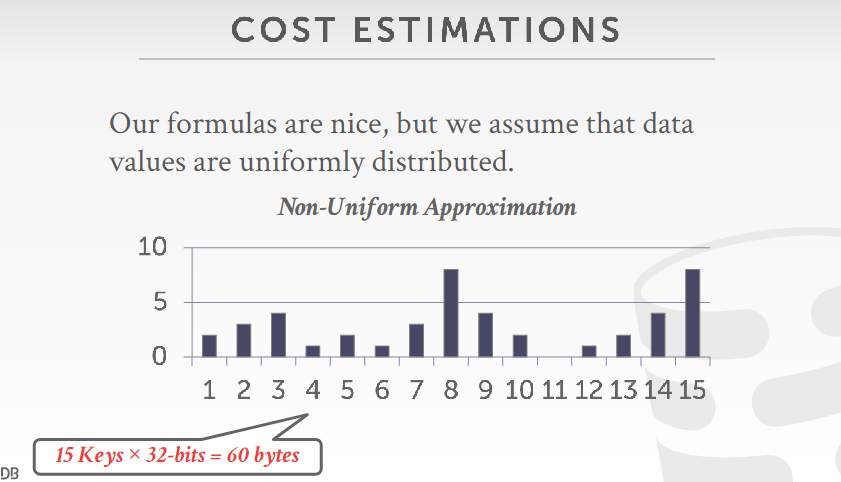 COST ESTIMATIONS
Our formulas are nice, but we assume that data
values are uniformly distributed.
Non-Uniform Approximation
10
5
0
1 2 3 4 5 6 7 8 9 10 11 12 13 14 15
15 Keys × 32-bits = 60 bytes
DB